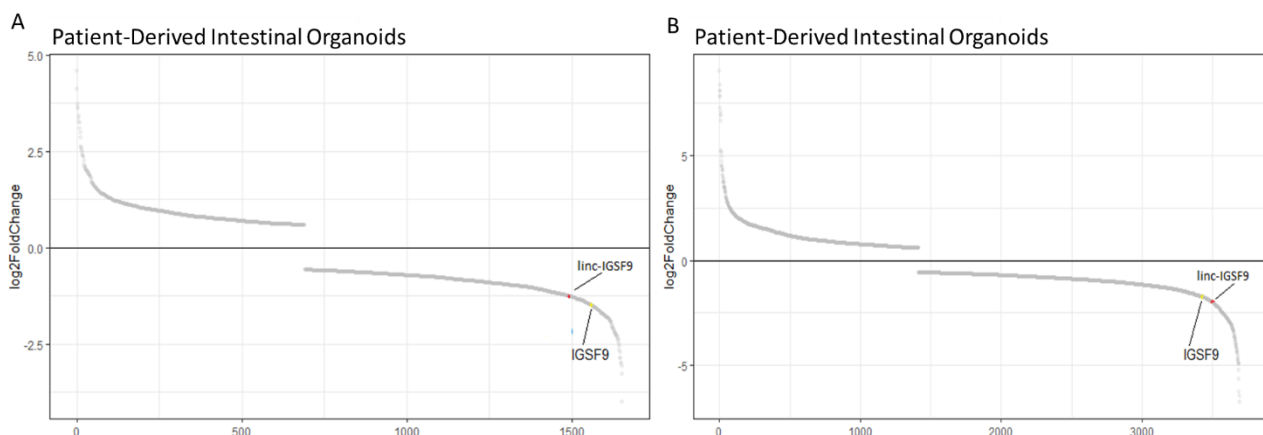 A
Patient-Derived Intestinal Organoids
5.0
2.5
0.0
-2.5
log2FoldChange
linc-IGSF9
IGSF9
0
500
1000
1500
B
Patient-Derived Intestinal Organoids
5
0
-5
log2FoldChange
linc-IGSF9
IGSF9
0
1000
2000
3000